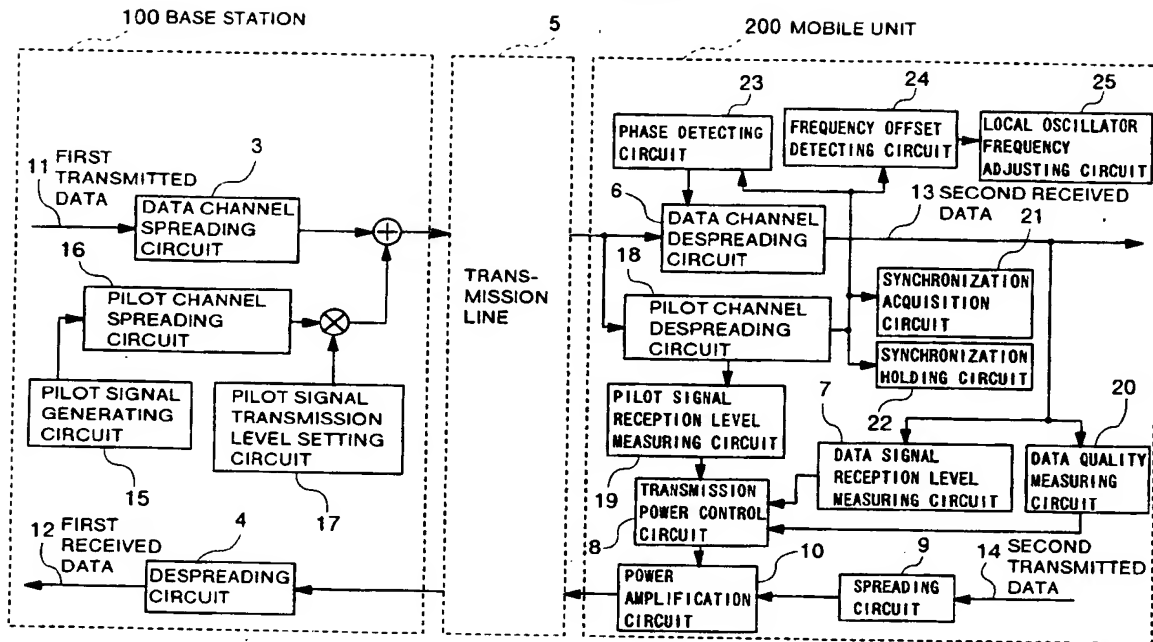 100 BASE STATION
5
200 MOBILE UNIT
23
24
25
PHASE DETECTING
CIRCUIT
FREQUENCY OFFSET
DETECTING CIRCUIT
LOCAL OSCILLATOR
FREQUENCY
ADJUSTING CIRCUIT
11
FIRST
TRANSMITTED
DATA
3
DATA CHANNEL
SPREADING
CIRCUIT
+
6
DATA CHANNEL
DESPREADING
CIRCUIT
13 SECOND RECEIVED
DATA
21
16
PILOT CHANNEL
SPREADING
CIRCUIT
×
TRANS-
MISSION
LINE
18
PILOT CHANNEL
DESPREADING
CIRCUIT
SYNCHRONIZATION
ACQUISITION
CIRCUIT
SYNCHRONIZATION
HOLDING CIRCUIT
22
PILOT SIGNAL
GENERATING
CIRCUIT
15
PILOT SIGNAL
TRANSMISSION
LEVEL SETTING
CIRCUIT
17
PILOT SIGNAL
RECEPTION LEVEL
MEASURING CIRCUIT
19
7
DATA SIGNAL
RECEPTION LEVEL
MEASURING CIRCUIT
20
DATA QUALITY
MEASURING
CIRCUIT
TRANSMISSION
POWER CONTROL
CIRCUIT
8
12
FIRST
RECEIVED
DATA
4
DESPREADING
CIRCUIT
POWER
AMPLIFICATION
CIRCUIT
10
9
SPREADING
CIRCUIT
14
SECOND
TRANSMITTED
DATA